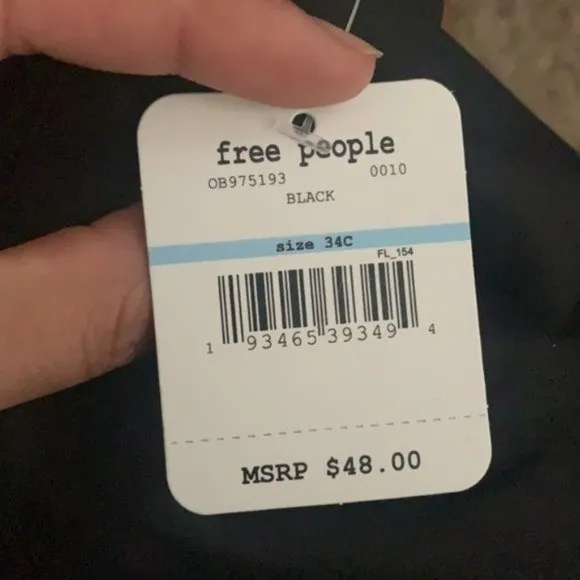 free people
OB975193 0010
BLACK
size 34C
FL_154
1 93465 39349 4
MSRP $48.00